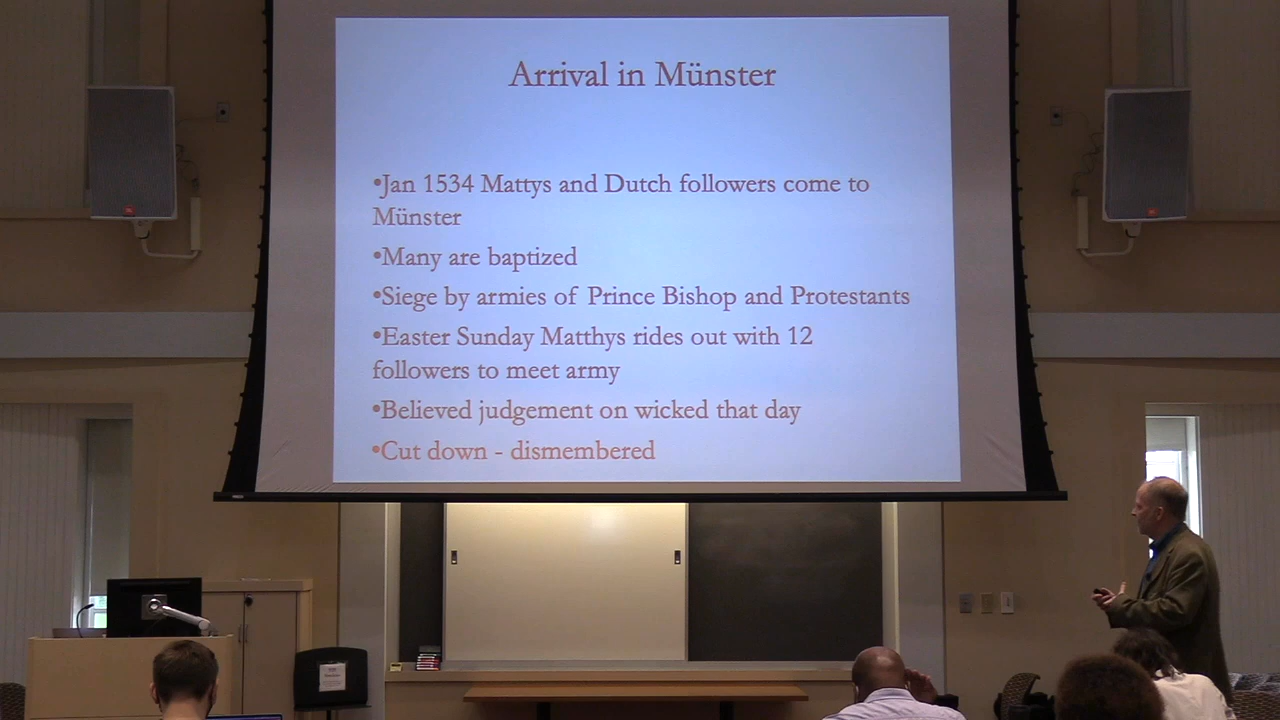 Arrival in Münster
•Jan 1534 Mattys and Dutch followers come to
Münster
•Many are baptized
•Siege by armies of Prince Bishop and Protestants
•Easter Sunday Matthys rides out with 12
followers to meet army
•Believed judgement on wicked that day
•Cut down - dismembered